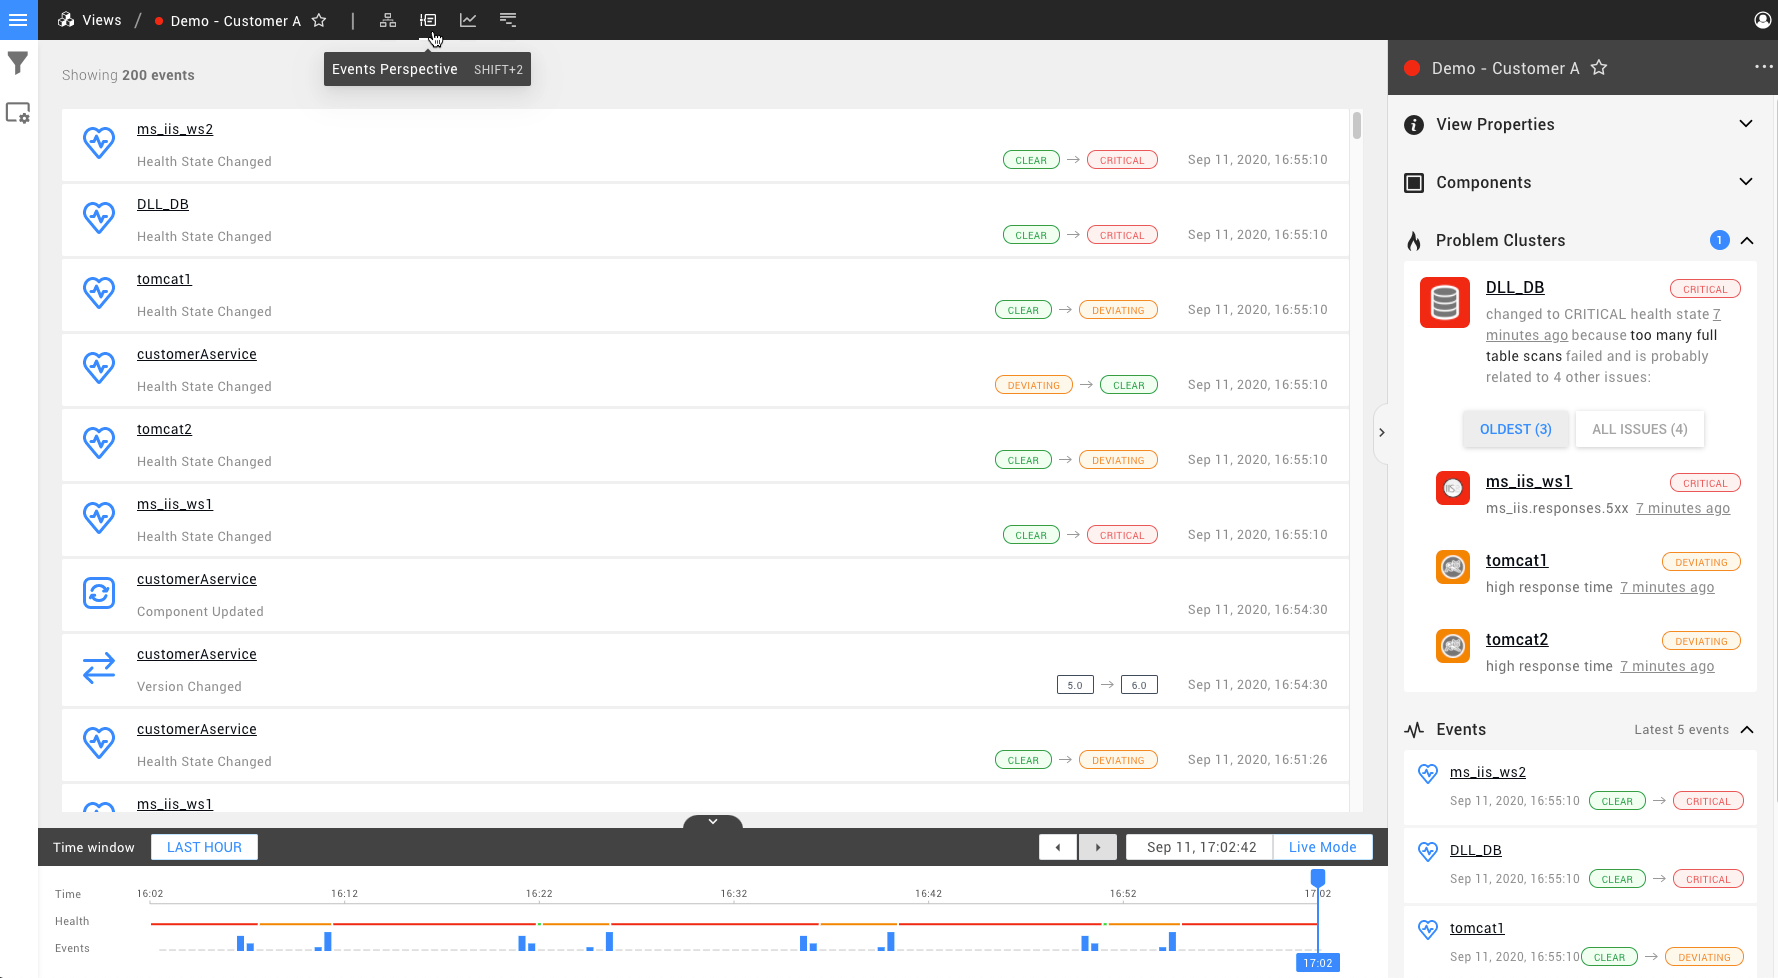 Views / Demo - Customer A
Events Perspective SHIFT+2
Showing 200 events
ms_iis_ws2
Health State Changed CLEAR CRITICAL Sep 11, 2020, 16:55:10
DLL_DB
Health State Changed CLEAR CRITICAL Sep 11, 2020, 16:55:10
tomcat1
Health State Changed CLEAR DEVIATING Sep 11, 2020, 16:55:10
customerAservice
Health State Changed DEVIATING CLEAR Sep 11, 2020, 16:55:10
tomcat2
Health State Changed CLEAR DEVIATING Sep 11, 2020, 16:55:10
ms_iis_ws1
Health State Changed CLEAR CRITICAL Sep 11, 2020, 16:55:10
customerAservice
Component Updated Sep 11, 2020, 16:54:30
customerAservice
Version Changed 5.0 6.0 Sep 11, 2020, 16:54:30
customerAservice
Health State Changed CLEAR DEVIATING Sep 11, 2020, 16:51:26
ms_iis_ws1
Time window LAST HOUR Sep 11, 17:02:42 Live Mode
Time 16:02 16:12 16:22 16:32 16:42 16:52 17:02
Health
Events
17:02
Demo - Customer A
View Properties
Components
Problem Clusters 1
DLL_DB CRITICAL
changed to CRITICAL health state 7
minutes ago because too many full
table scans failed and is probably
related to 4 other issues:
OLDEST (3) ALL ISSUES (4)
ms_iis_ws1 CRITICAL
ms_iis.responses.5xx 7 minutes ago
tomcat1 DEVIATING
high response time 7 minutes ago
tomcat2 DEVIATING
high response time 7 minutes ago
Events Latest 5 events
ms_iis_ws2
Sep 11, 2020, 16:55:10 CLEAR CRITICAL
DLL_DB
Sep 11, 2020, 16:55:10 CLEAR CRITICAL
tomcat1
Sep 11, 2020, 16:55:10 CLEAR DEVIATING